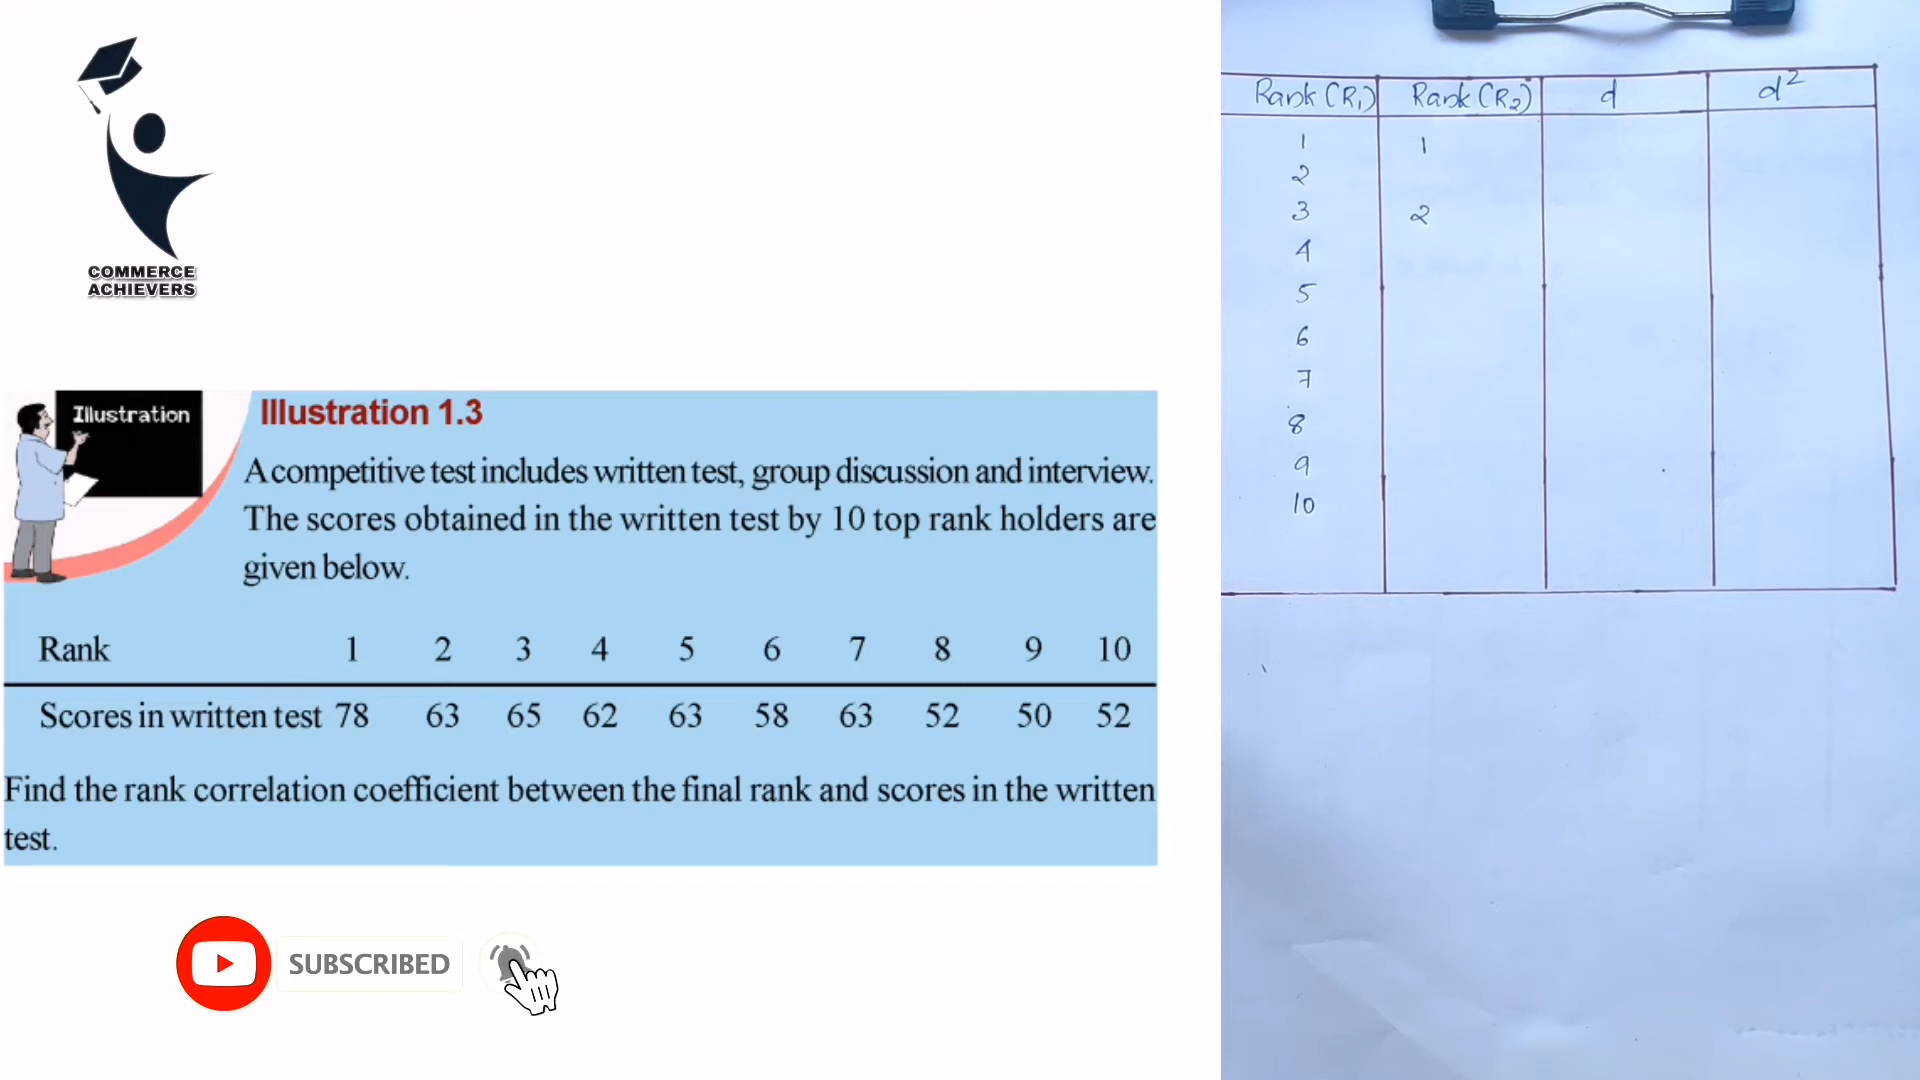 COMMERCE
ACHIEVERS
Illustration
Illustration 1.3
A competitive test includes written test, group discussion and interview.
The scores obtained in the written test by 10 top rank holders are
given below.
Rank 1 2 3 4 5 6 7 8 9 10
Scores in written test 78 63 65 62 63 58 63 52 50 52
Find the rank correlation coefficient between the final rank and scores in the written
test.
SUBSCRIBED
Rank (R₁) Rank (R₂) d d²
1 1
2
3 2
4
5
6
7
8
9
10